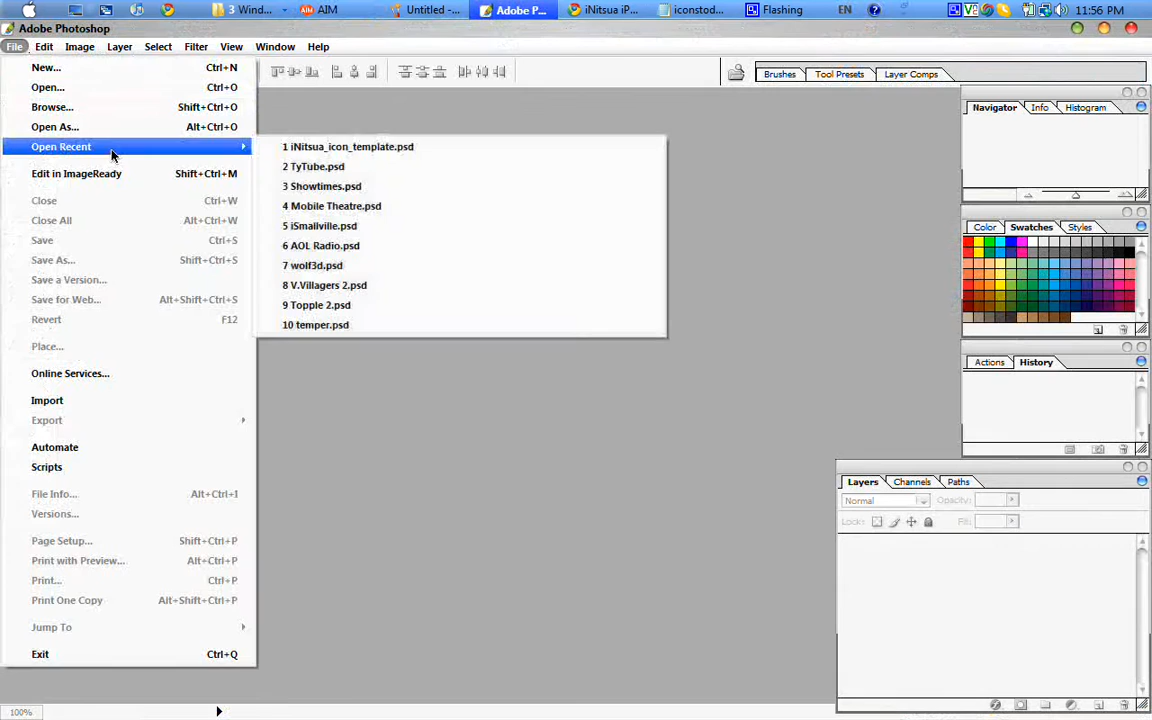 3 Wind... AIM Untitled -... Adobe P... iNitsua iP... iconstod... Flashing EN 11:56 PM
Adobe Photoshop
File Edit Image Layer Select Filter View Window Help
New... Ctrl+N
Open... Ctrl+O
Browse... Shift+Ctrl+O
Open As... Alt+Ctrl+O
Open Recent
Edit in ImageReady Shift+Ctrl+M
Close Ctrl+W
Close All Alt+Ctrl+W
Save Ctrl+S
Save As... Shift+Ctrl+S
Save a Version...
Save for Web... Alt+Shift+Ctrl+S
Revert F12
Place...
Online Services...
Import
Export
Automate
Scripts
File Info... Alt+Ctrl+I
Versions...
Page Setup... Shift+Ctrl+P
Print with Preview... Alt+Ctrl+P
Print... Ctrl+P
Print One Copy Alt+Shift+Ctrl+P
Jump To
Exit Ctrl+Q
1 iNitsua_icon_template.psd
2 TyTube.psd
3 Showtimes.psd
4 Mobile Theatre.psd
5 iSmallville.psd
6 AOL Radio.psd
7 wolf3d.psd
8 V.Villagers 2.psd
9 Topple 2.psd
10 temper.psd
Brushes Tool Presets Layer Comps
Navigator Info Histogram
Color Swatches Styles
Actions History
Layers Channels Paths
Normal Opacity:
Lock: Fill:
100%